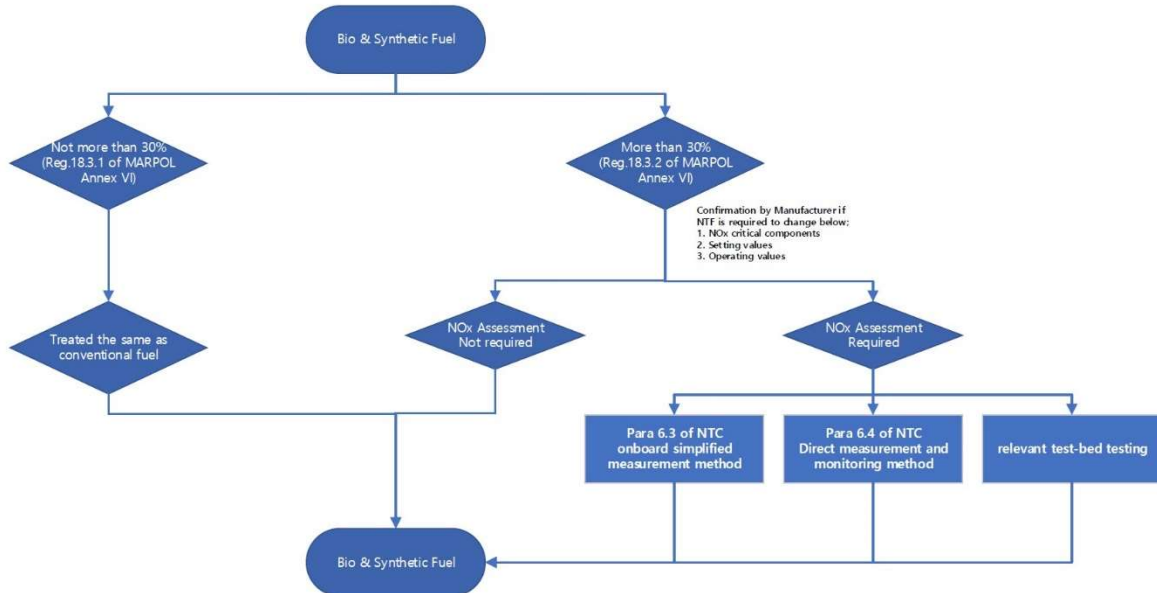 Bio & Synthetic Fuel
Not more than 30%
(Reg.18.3.1 of MARPOL
Annex VI)
More than 30%
(Reg.18.3.2 of MARPOL
Annex VI)
Confirmation by Manufacturer if
NTF is required to change below;
1. NOx critical components
2. Setting values
3. Operating values
Treated the same as
conventional fuel
NOx Assessment
Not required
NOx Assessment
Required
Para 6.3 of NTC
onboard simplified
measurement method
Para 6.4 of NTC
Direct measurement and
monitoring method
relevant test-bed testing
Bio & Synthetic Fuel